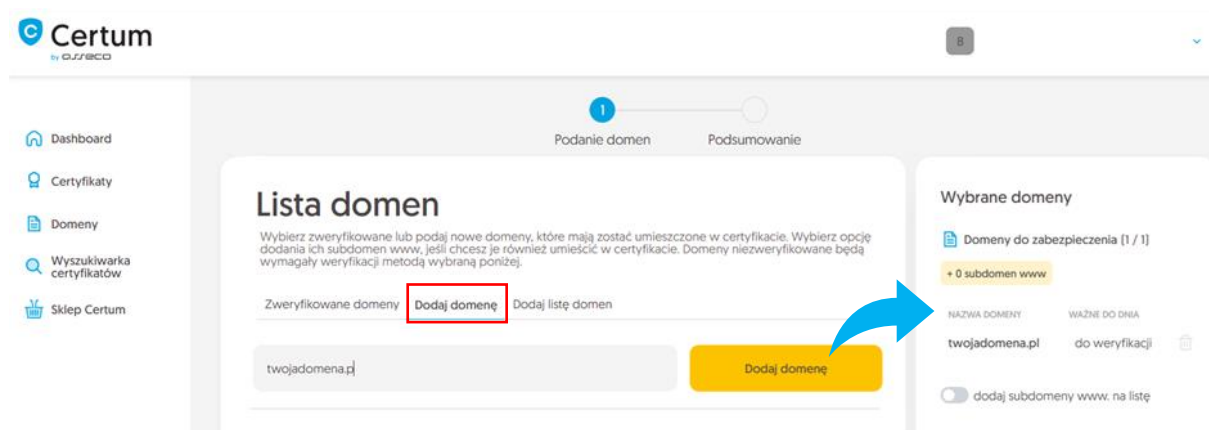 Certum
by asseco
B
Dashboard
Certyfikaty
Domeny
Wyszukiwarka
certyfikatów
Sklep Certum
1
Podanie domen
Podsumowanie
Lista domen
Wybierz zweryfikowane lub podaj nowe domeny, które mają zostać umieszczone w certyfikacie. Wybierz opcję
dodania ich subdomen www, jeśli chcesz je również umieścić w certyfikacie. Domeny niezweryfikowane będą
wymagały weryfikacji metodą wybraną poniżej.
Zweryfikowane domeny Dodaj domenę Dodaj listę domen
twojadomena.p
Dodaj domenę
Wybrane domeny
Domeny do zabezpieczenia (1 / 1)
+ 0 subdomen www
NAZWA DOMENY WAŻNE DO DNIA
twojadomena.pl do weryfikacji
dodaj subdomeny www. na listę